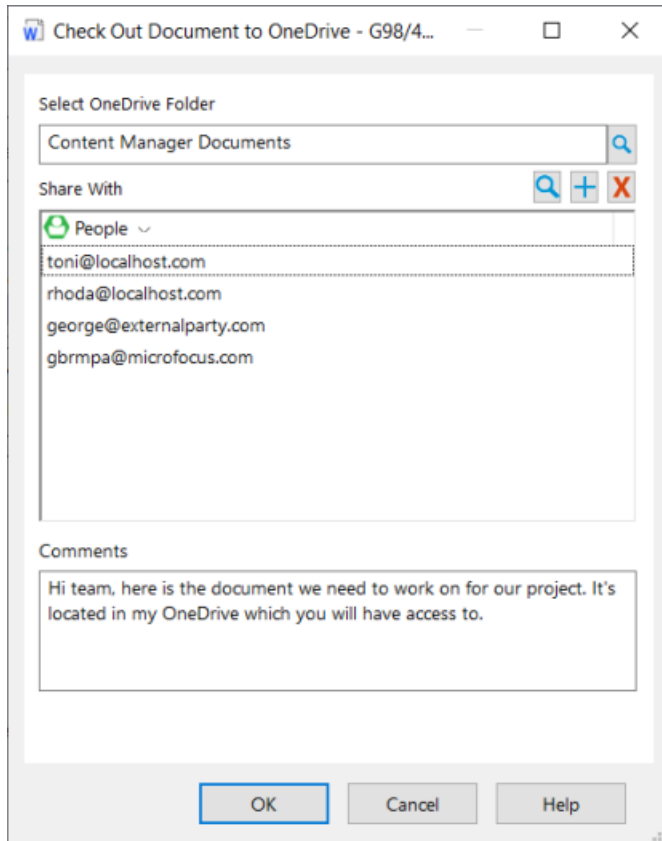 Check Out Document to OneDrive - G98/4...
Select OneDrive Folder
Content Manager Documents
Share With
People
toni@localhost.com
rhoda@localhost.com
george@externalparty.com
gbrmpa@microfocus.com
Comments
Hi team, here is the document we need to work on for our project. It's
located in my OneDrive which you will have access to.
OK Cancel Help